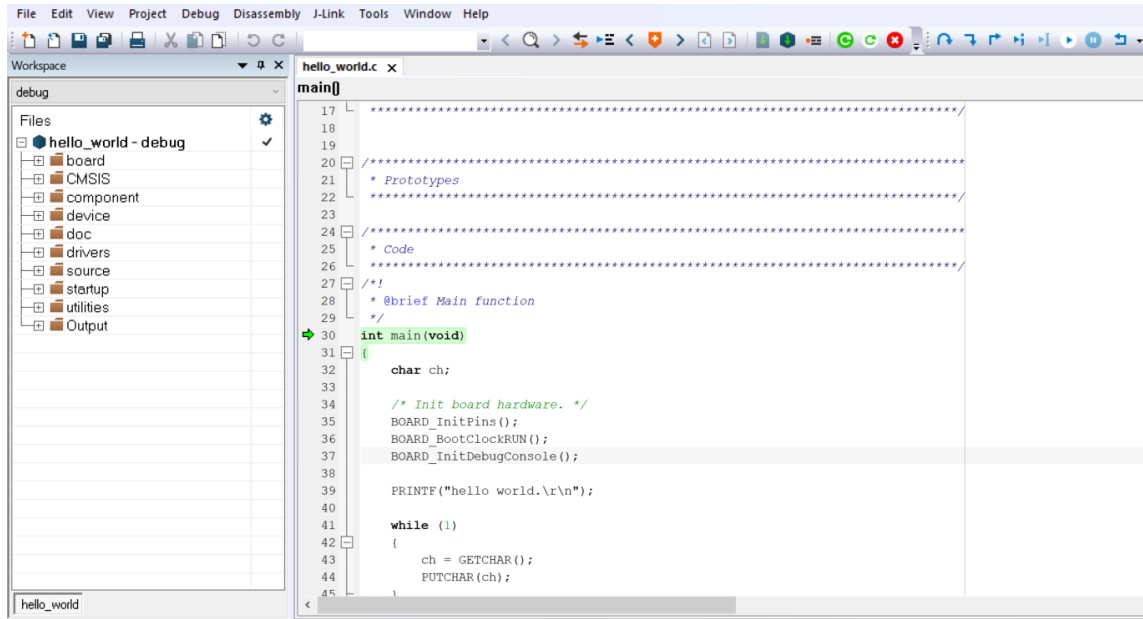 File Edit View Project Debug Disassembly J-Link Tools Window Help
Workspace
hello_world.c
debug
main()
Files
hello_world - debug
board
CMSIS
component
device
doc
drivers
source
startup
utilities
Output
hello_world
17 ******************************************************************************/
18
19
20 /*******************************************************************************
21 * Prototypes
22 ******************************************************************************/
23
24 /*******************************************************************************
25 * Code
26 ******************************************************************************/
27 /*!
28 * @brief Main function
29 */
30 int main(void)
31 {
32 char ch;
33
34 /* Init board hardware. */
35 BOARD_InitPins();
36 BOARD_BootClockRUN();
37 BOARD_InitDebugConsole();
38
39 PRINTF("hello world.\r\n");
40
41 while (1)
42 {
43 ch = GETCHAR();
44 PUTCHAR(ch);
45 }